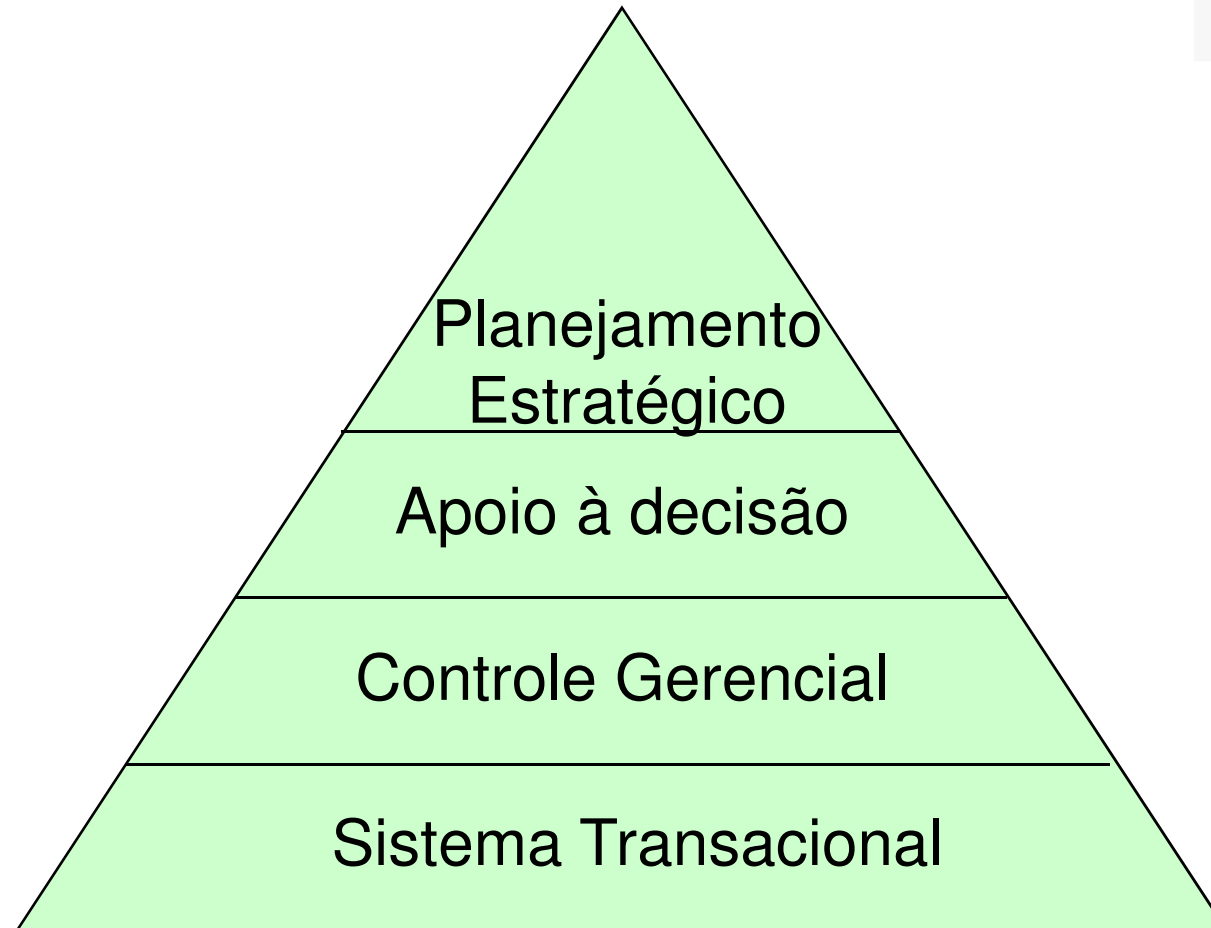 Planejamento
Estratégico
Apoio à decisão
Controle Gerencial
Sistema Transacional